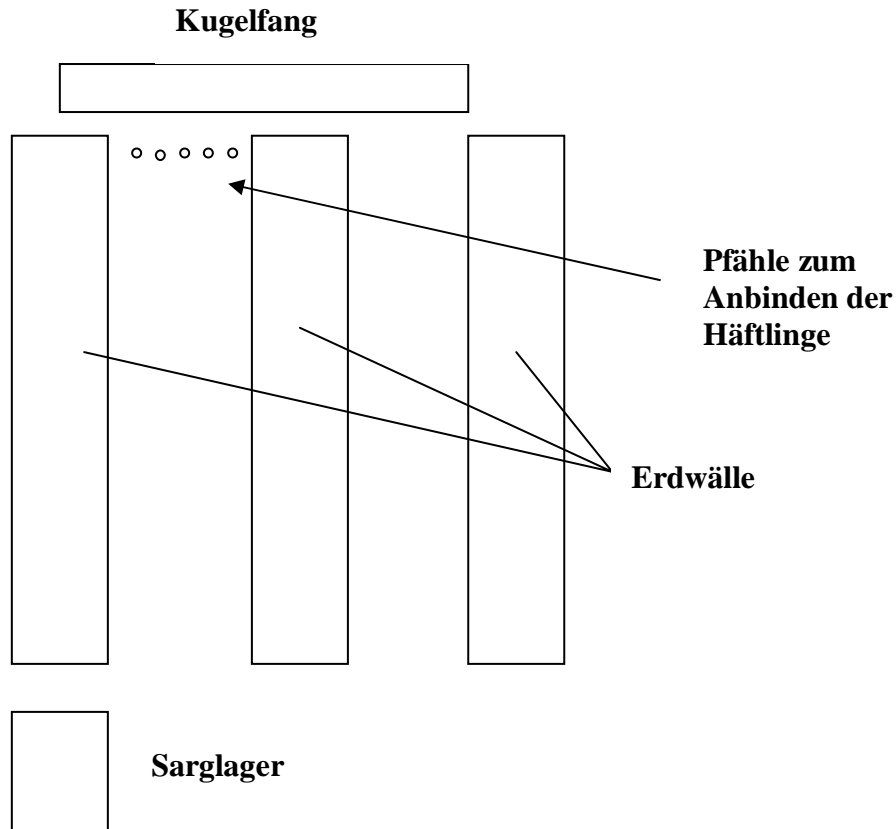 Kugelfang
Pfähle zum
Anbinden der
Häftlinge
Erdwälle
Sarglager